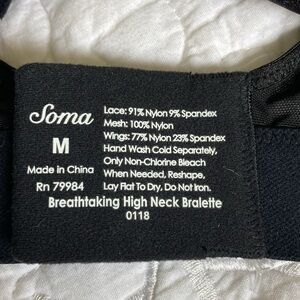 Soma
M
Made in China
Rn 79984
Lace: 91% Nylon 9% Spandex
Mesh: 100% Nylon
Wings: 77% Nylon 23% Spandex
Hand Wash Cold Separately,
Only Non-Chlorine Bleach
When Needed, Reshape,
Lay Flat To Dry, Do Not Iron.
Breathtaking High Neck Bralette
0118